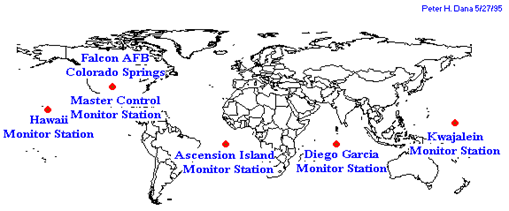 Peter H. Dana 5/27/95
Falcon AFB
Colorado Springs
Master Control
Monitor Station
Hawaii
Monitor Station
Ascension Island
Monitor Station
Diego Garcia
Monitor Station
Kwajalein
Monitor Station